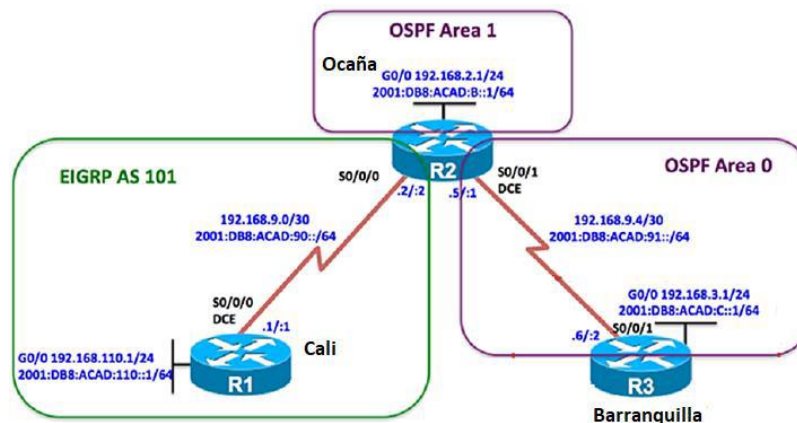 OSPF Area 1
Ocaña
G0/0 192.168.2.1/24
2001:DB8:ACAD:B::1/64
EIGRP AS 101
OSPF Area 0
S0/0/0
R2
S0/0/1
DCE
.2/:2
.5/:1
192.168.9.0/30
2001:DB8:ACAD:90::/64
192.168.9.4/30
2001:DB8:ACAD:91::/64
S0/0/0
DCE
.1/:1
Cali
G0/0 192.168.110.1/24
2001:DB8:ACAD:110::1/64
R1
G0/0 192.168.3.1/24
2001:DB8:ACAD:C::1/64
.6/:2
S0/0/1
R3
Barranquilla